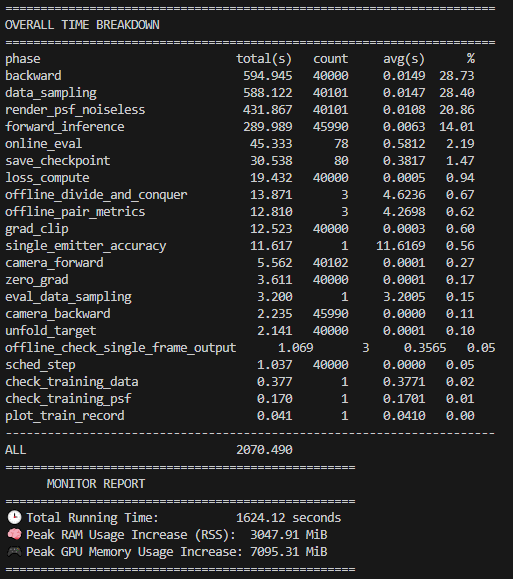 ======================================================================
OVERALL TIME BREAKDOWN
======================================================================
phase total(s) count avg(s) %
backward 594.945 40000 0.0149 28.73
data_sampling 588.122 40101 0.0147 28.40
render_psf_noiseless 431.867 40101 0.0108 20.86
forward_inference 289.989 45990 0.0063 14.01
online_eval 45.333 78 0.5812 2.19
save_checkpoint 30.538 80 0.3817 1.47
loss_compute 19.432 40000 0.0005 0.94
offline_divide_and_conquer 13.871 3 4.6236 0.67
offline_pair_metrics 12.810 3 4.2698 0.62
grad_clip 12.523 40000 0.0003 0.60
single_emitter_accuracy 11.617 1 11.6169 0.56
camera_forward 5.562 40102 0.0001 0.27
zero_grad 3.611 40000 0.0001 0.17
eval_data_sampling 3.200 1 3.2005 0.15
camera_backward 2.235 45990 0.0000 0.11
unfold_target 2.141 40000 0.0001 0.10
offline_check_single_frame_output 1.069 3 0.3565 0.05
sched_step 1.037 40000 0.0000 0.05
check_training_data 0.377 1 0.3771 0.02
check_training_psf 0.170 1 0.1701 0.01
plot_train_record 0.041 1 0.0410 0.00
----------------------------------------------------------------------
ALL 2070.490
==================================================
MONITOR REPORT
==================================================
🕒 Total Running Time: 1624.12 seconds
🧠 Peak RAM Usage Increase (RSS): 3047.91 MiB
🎮 Peak GPU Memory Usage Increase: 7095.31 MiB
==================================================